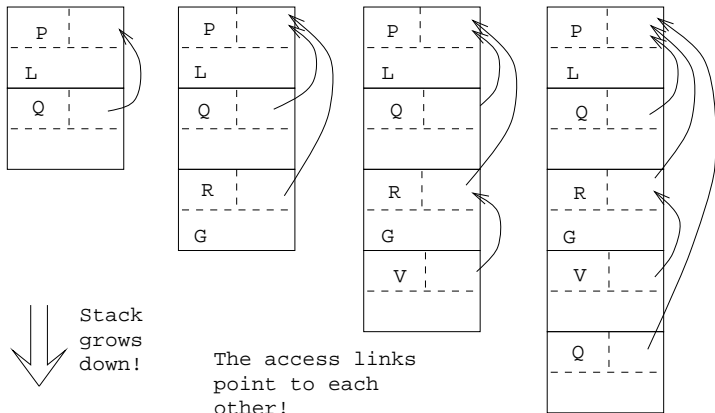 P
L
Q
P
L
Q
R
G
P
L
Q
R
G
V
P
L
Q
R
G
V
Q
Stack
grows
down!
The access links
point to each
other!